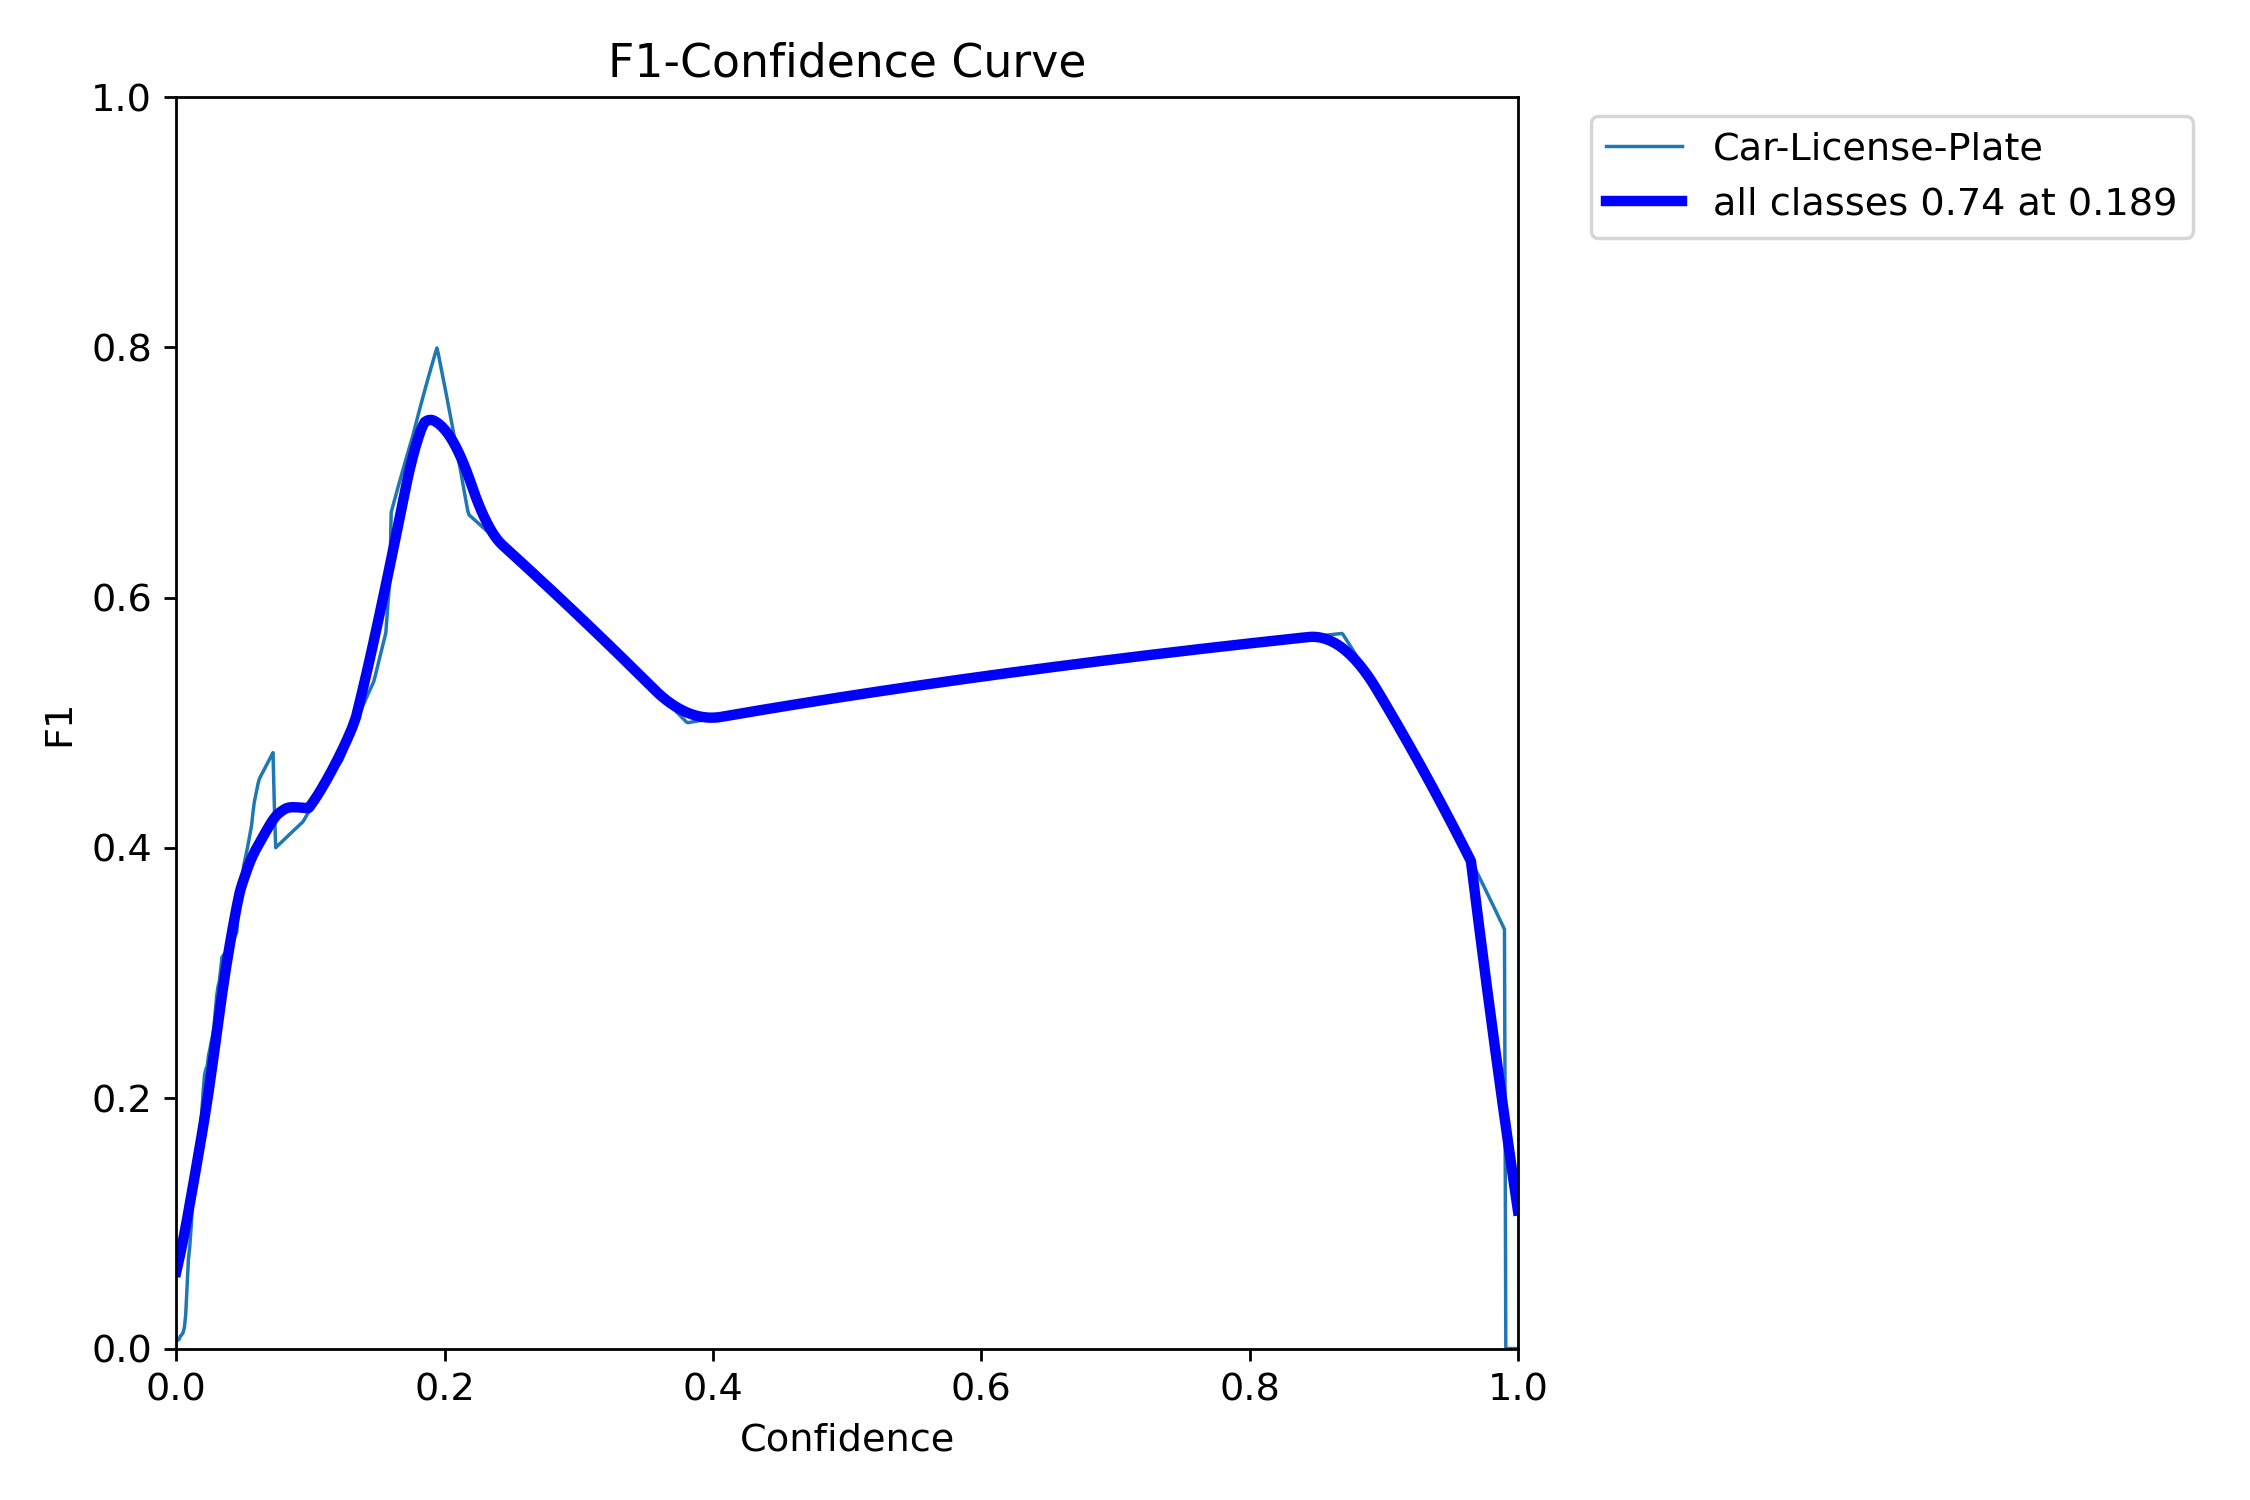 F1-Confidence Curve
Car-License-Plate
all classes 0.74 at 0.189
1.0
0.8
0.6
0.4
0.2
0.0
F1
0.0 0.2 0.4 0.6 0.8 1.0
Confidence